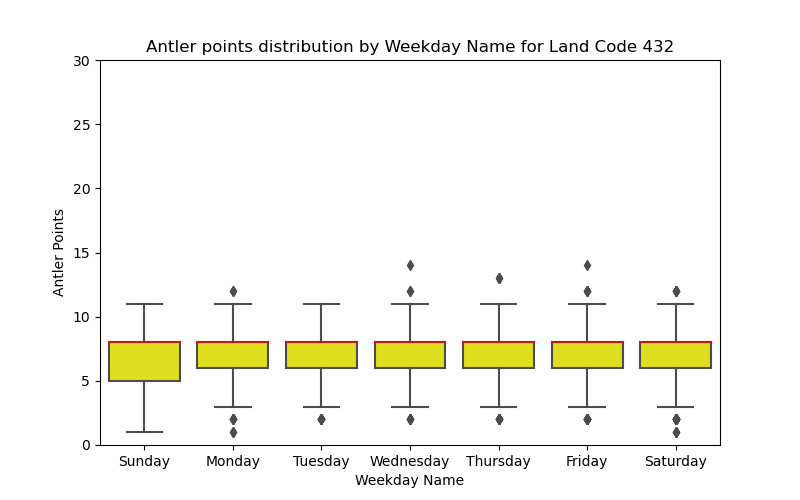 Antler points distribution by Weekday Name for Land Code 432
30
25
20
15
10
5
0
Antler Points
Sunday Monday Tuesday Wednesday Thursday Friday Saturday
Weekday Name